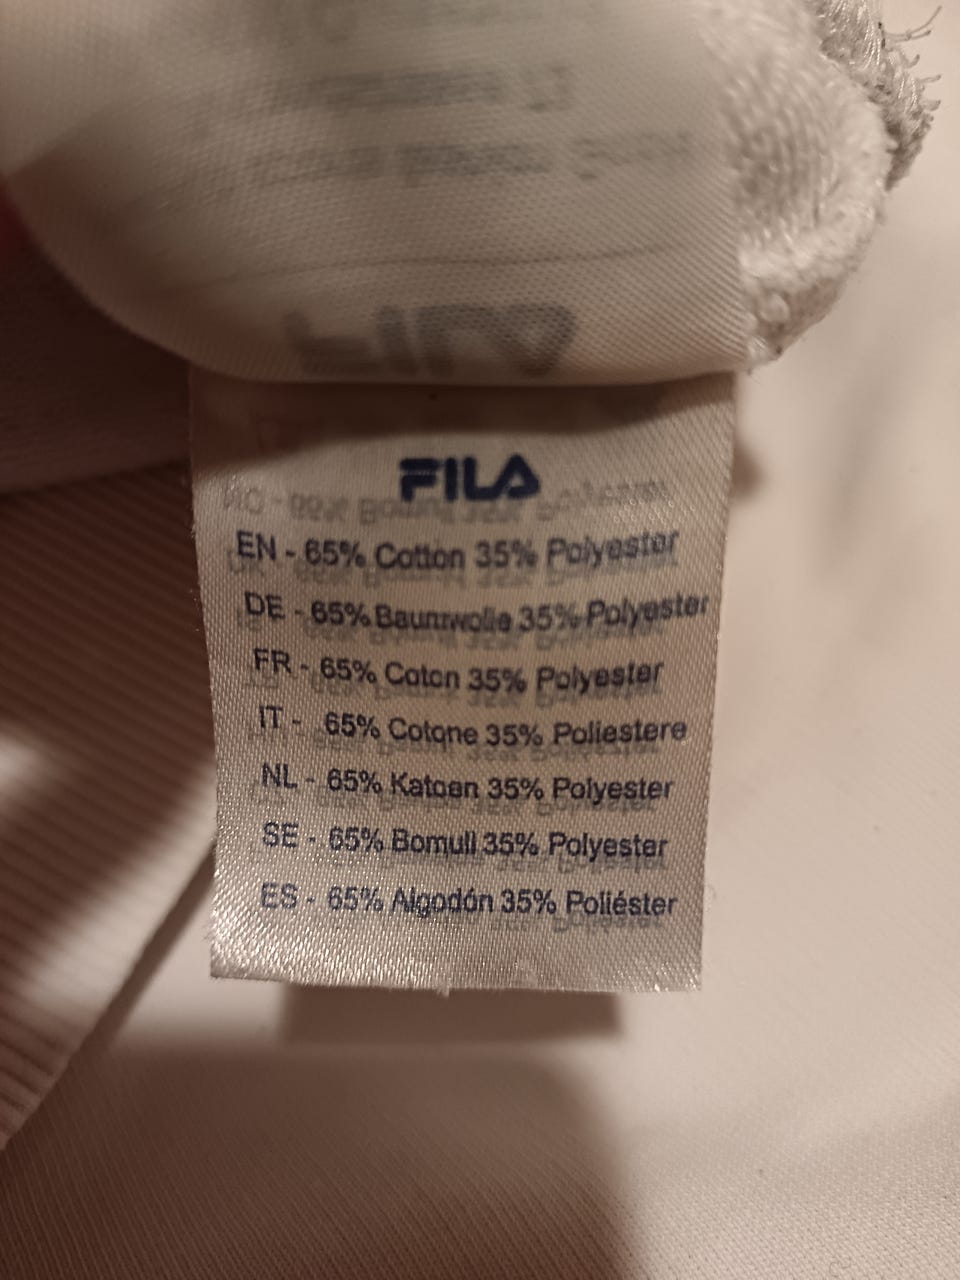 FILA
EN - 65% Cotton 35% Polyester
DE - 65% Baumwolle 35% Polyester
FR - 65% Coton 35% Polyester
IT - 65% Cotone 35% Poliestere
NL - 65% Katoen 35% Polyester
SE - 65% Bomull 35% Polyester
ES - 65% Algodón 35% Poliéster